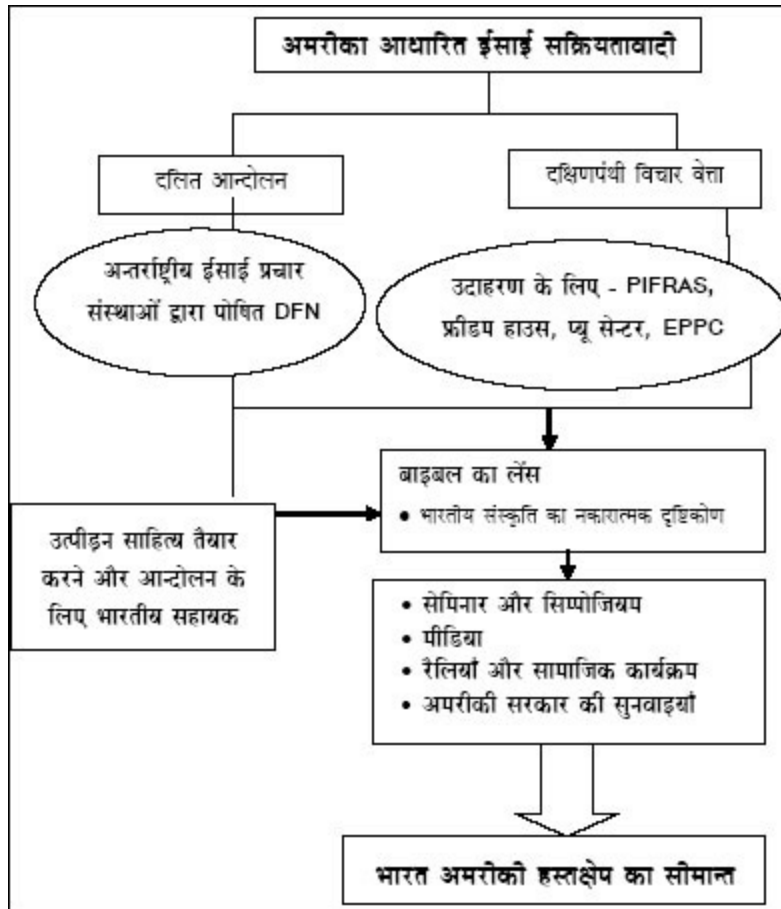 अमरीका आधारित ईसाई सक्रियतावादी
दलित आन्दोलन
दक्षिणपंथी विचार वेत्ता
अन्तर्राष्ट्रीय ईसाई प्रचार
संस्थाओं द्वारा पोषित DFN
उदाहरण के लिए - PIFRAS,
फ्रीडम हाउस, प्यू सेन्टर, EPPC
बाइबल का लेंस
• भारतीय संस्कृति का नकारात्मक दृष्टिकोण
उत्पीड़न साहित्य तैयार
करने और आन्दोलन के
लिए भारतीय सहायक
• सेमिनार और सिम्पोजियम
• मीडिया
• रैलियां और सामाजिक कार्यक्रम
• अमरीकी सरकार की सुनवाइयां
भारत अमरीकी हस्तक्षेप का सीमान्त